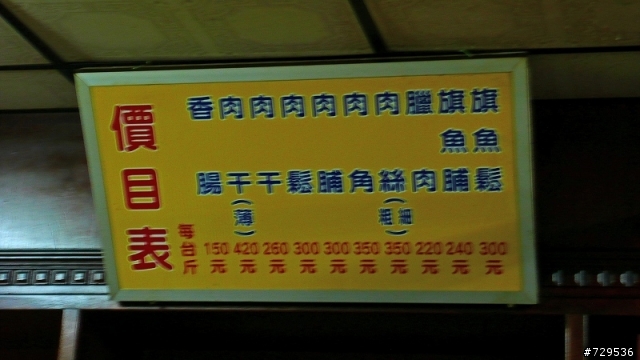 價目表
每台斤
香腸 150元
肉干(薄) 420元
肉干 260元
肉鬆 300元
肉脯 300元
肉角 350元
肉絲(粗細) 350元
臘肉 220元
旗魚脯 240元
旗魚鬆 300元
#729536